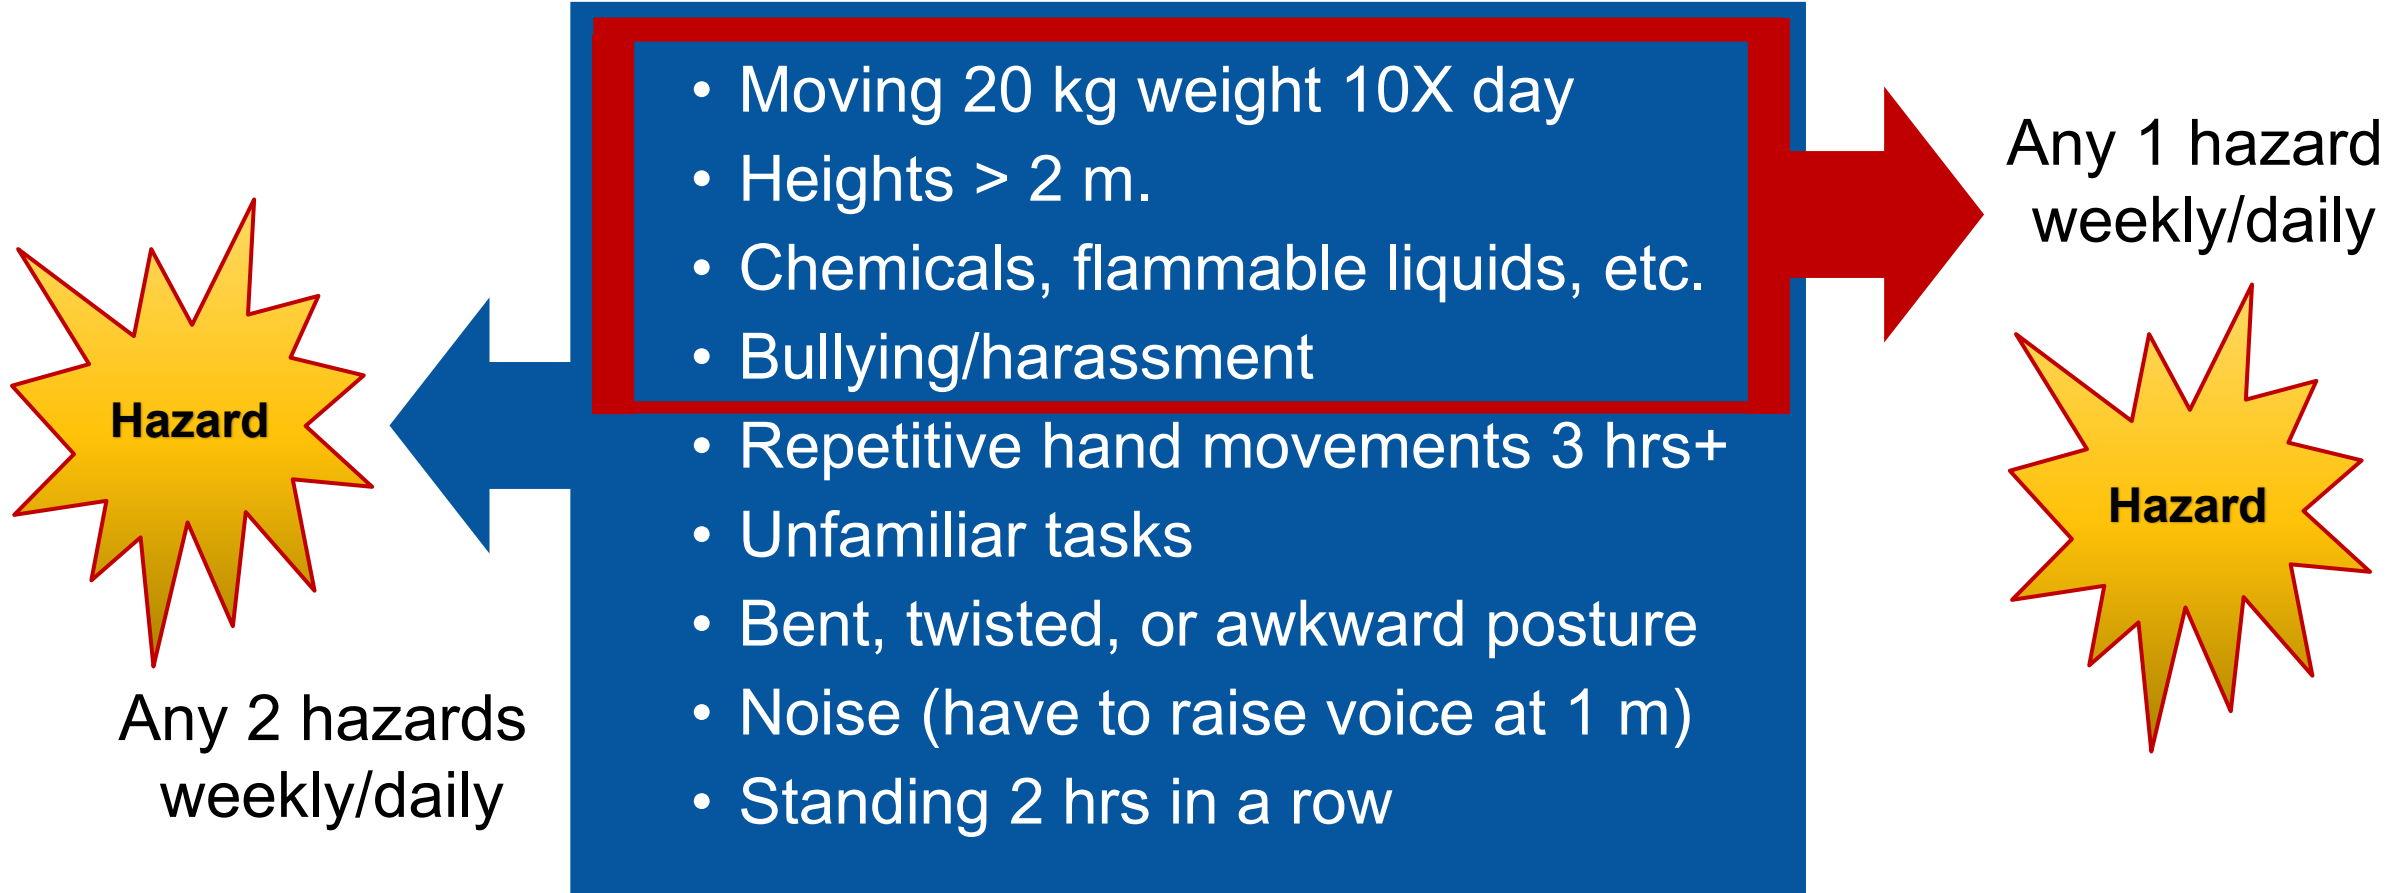 • Moving 20 kg weight 10X day
• Heights > 2 m.
• Chemicals, flammable liquids, etc.
• Bullying/harassment
• Repetitive hand movements 3 hrs+
• Unfamiliar tasks
• Bent, twisted, or awkward posture
• Noise (have to raise voice at 1 m)
• Standing 2 hrs in a row
Hazard
Any 2 hazards
weekly/daily
Any 1 hazard
weekly/daily
Hazard